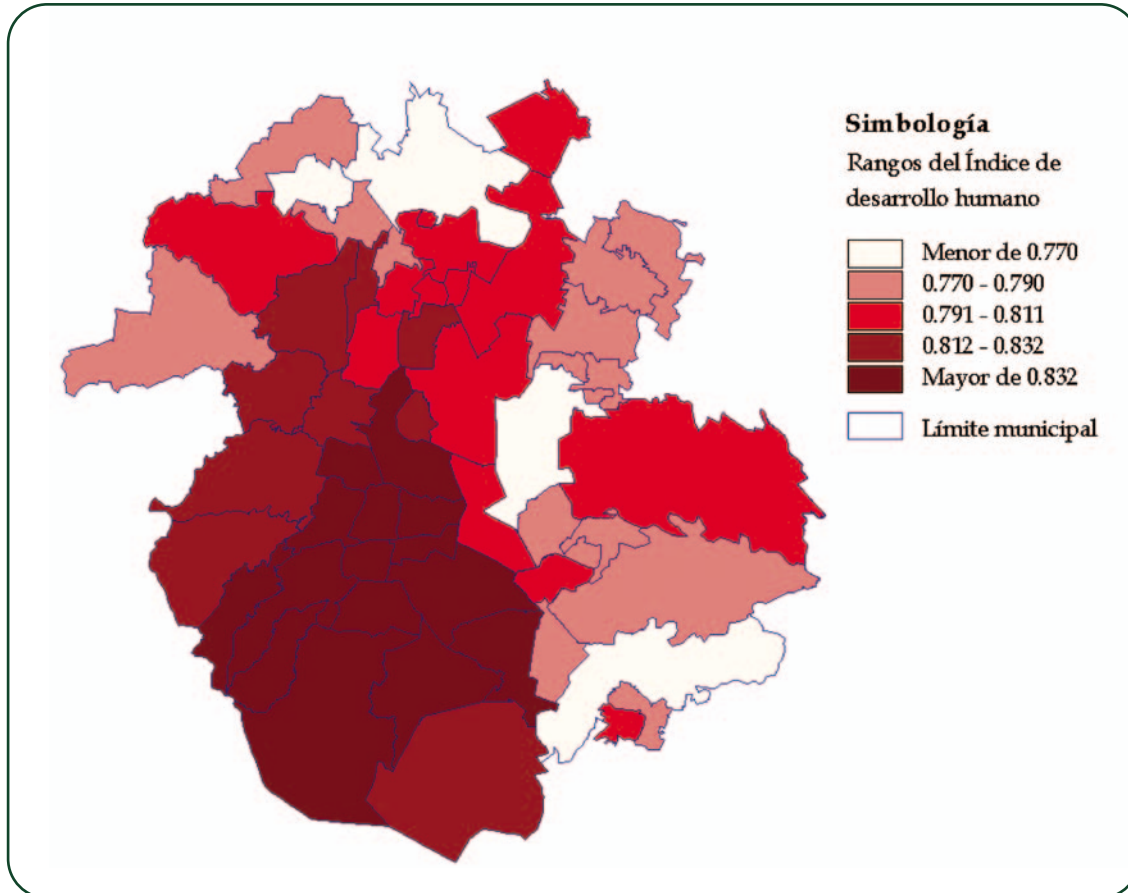 Simbología
Rangos del Índice de
desarrollo humano
Menor de 0.770
0.770 - 0.790
0.791 - 0.811
0.812 - 0.832
Mayor de 0.832
Límite municipal